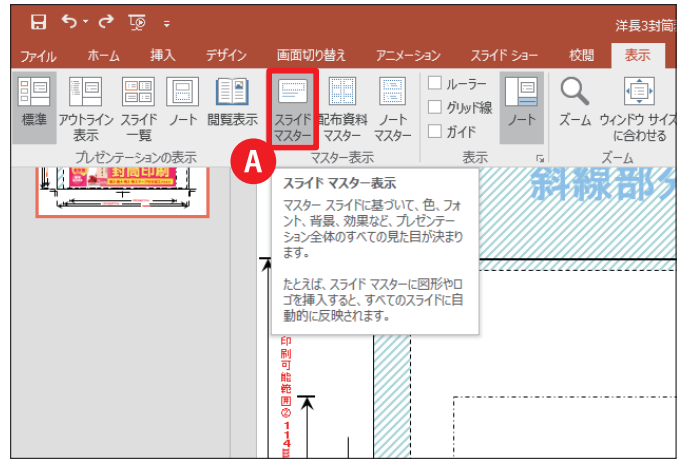 洋長3封筒
ファイル ホーム 挿入 デザイン 画面切り替え アニメーション スライド ショー 校閲 表示
標準
アウトライン
表示
スライド
一覧
ノート
閲覧表示
スライド
マスター
配布資料
マスター
ノート
マスター
ルーラー
グリッド線
ガイド
ノート
ズーム
ウィンドウ サイズ
に合わせる
プレゼンテーションの表示 マスター表示 表示 ズーム
A
封筒印刷
斜線部分
スライド マスター表示
マスター スライドに基づいて、色、フォ
ント、背景、効果など、プレゼンテー
ション全体のすべての見た目が決まり
ます。
たとえば、スライド マスターに図形やロ
ゴを挿入すると、すべてのスライドに自
動的に反映されます。
印刷可能範囲②114